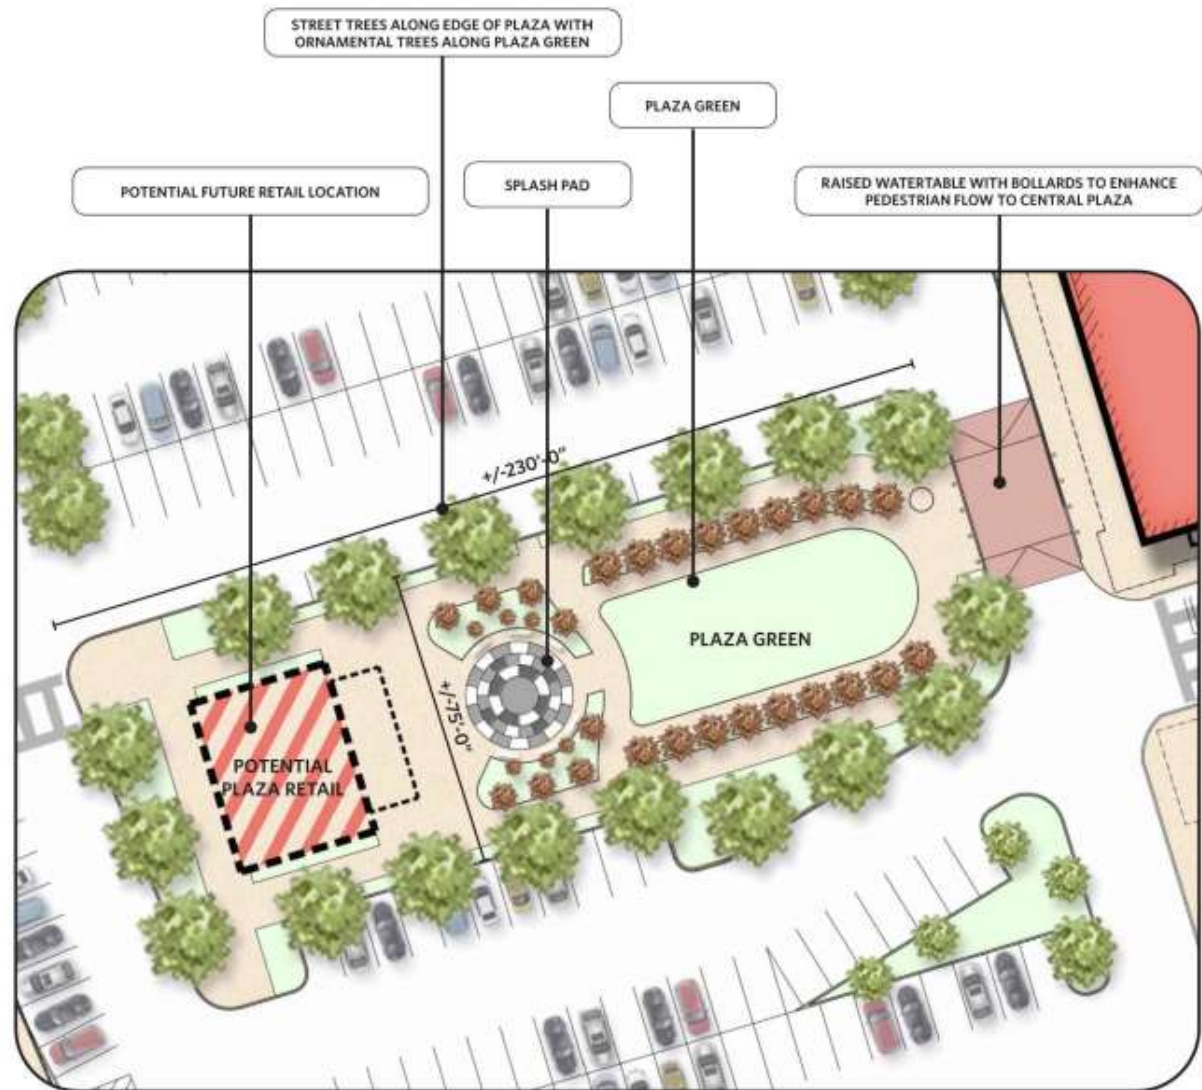 STREET TREES ALONG EDGE OF PLAZA WITH
ORNAMENTAL TREES ALONG PLAZA GREEN
PLAZA GREEN
POTENTIAL FUTURE RETAIL LOCATION
SPLASH PAD
RAISED WATERTABLE WITH BOLLARDS TO ENHANCE
PEDESTRIAN FLOW TO CENTRAL PLAZA
+/-230'-0"
PLAZA GREEN
+/-75'-0"
POTENTIAL
PLAZA RETAIL